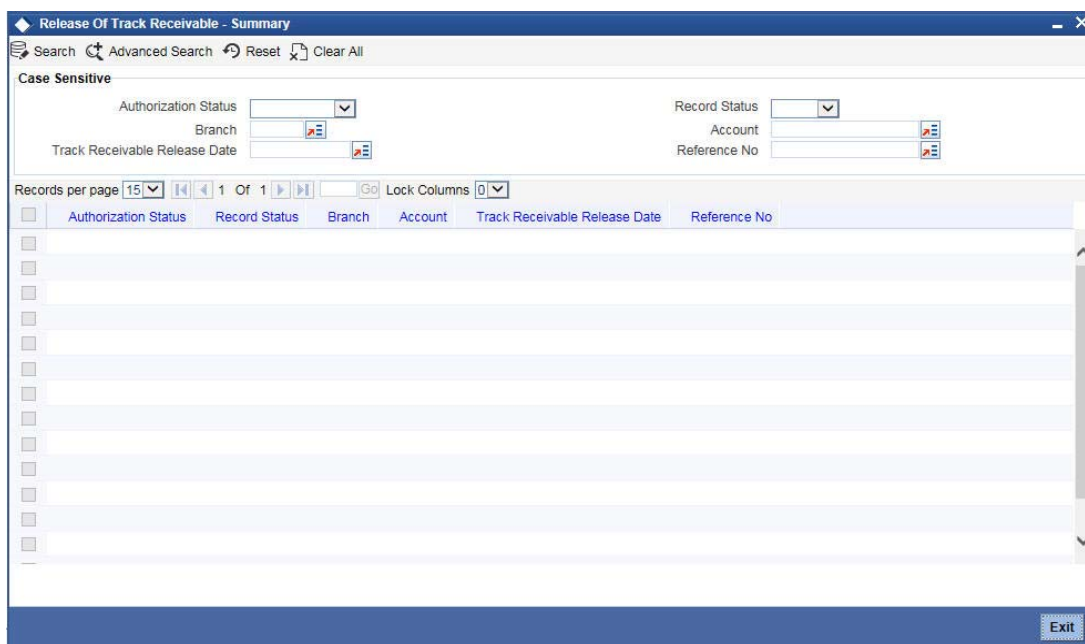 Release Of Track Receivable - Summary
Search Advanced Search Reset Clear All
Case Sensitive
Authorization Status Record Status
Branch Account
Track Receivable Release Date Reference No
Records per page 15 1 Of 1 Go Lock Columns 0
Authorization Status Record Status Branch Account Track Receivable Release Date Reference No
Exit